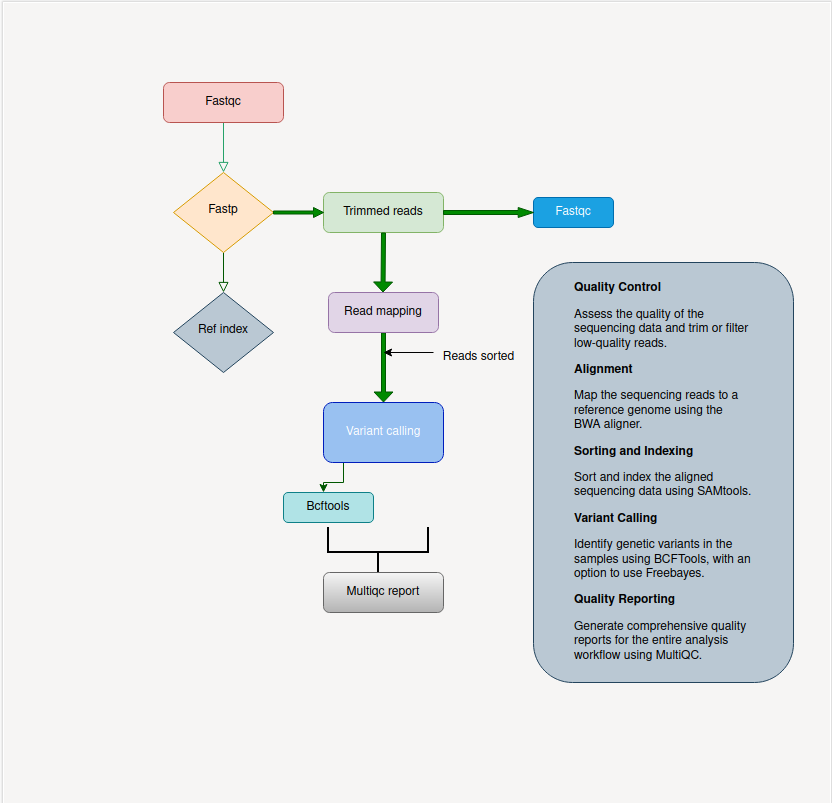 Fastqc
Fastp
Trimmed reads
Fastqc
Ref index
Read mapping
Reads sorted
Variant calling
Bcftools
Multiqc report
Quality Control
Assess the quality of the
sequencing data and trim or filter
low-quality reads.
Alignment
Map the sequencing reads to a
reference genome using the
BWA aligner.
Sorting and Indexing
Sort and index the aligned
sequencing data using SAMtools.
Variant Calling
Identify genetic variants in the
samples using BCFTools, with an
option to use Freebayes.
Quality Reporting
Generate comprehensive quality
reports for the entire analysis
workflow using MultiQC.